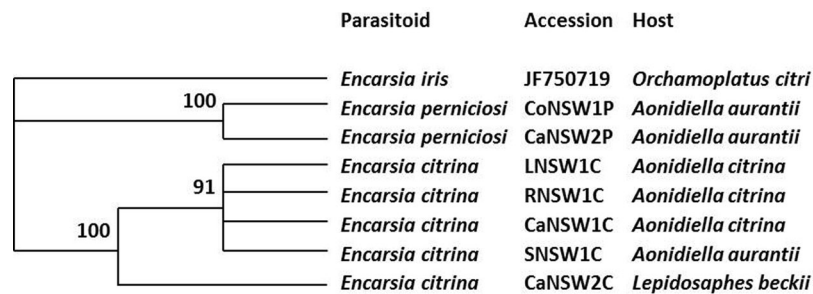 Parasitoid Accession Host
Encarsia iris JF750719 Orchamoplatus citri
100
Encarsia perniciosi CoNSW1P Aonidiella aurantii
Encarsia perniciosi CaNSW2P Aonidiella aurantii
Encarsia citrina LNSW1C Aonidiella citrina
91
Encarsia citrina RNSW1C Aonidiella citrina
Encarsia citrina CaNSW1C Aonidiella citrina
100
Encarsia citrina SNSW1C Aonidiella aurantii
Encarsia citrina CaNSW2C Lepidosaphes beckii